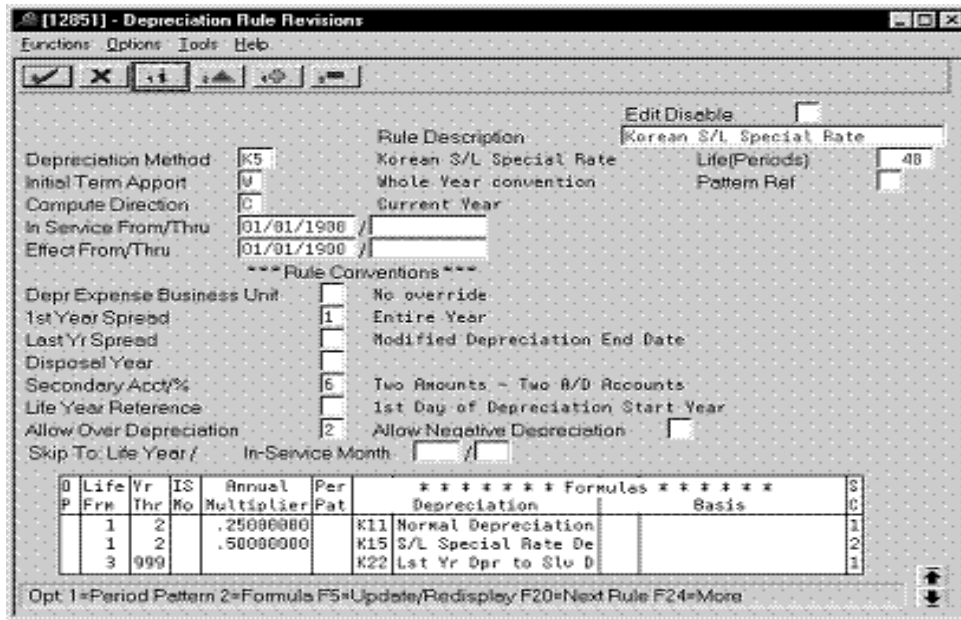 [12851] - Depreciation Rule Revisions
Functions Options Tools Help
Edit Disable
Rule Description Korean S/L Special Rate
Depreciation Method K5 Korean S/L Special Rate Life(Periods) 48
Initial Term Apport W Whole Year convention Pattern Ref
Compute Direction C Current Year
In Service From/Thru 01/01/1900 /
Effect From/Thru 01/01/1900 /
*** Rule Conventions ***
Depr Expense Business Unit No override
1st Year Spread 1 Entire Year
Last Yr Spread Modified Depreciation End Date
Disposal Year
Secondary Acct/% 6 Two Amounts - Two A/D Accounts
Life Year Reference 1st Day of Depreciation Start Year
Allow Over Depreciation 2 Allow Negative Depreciation
Skip To: Life Year / In-Service Month /
O Life Yr IS Annual Per * * * * * * * Formulas * * * * * * S
P Frm Thr Mo Multiplier Pat Depreciation Basis C
1 2 .25000000 K11 Normal Depreciation 1
1 2 .50000000 K15 S/L Special Rate De 2
3 999 K22 Lst Yr Dpr to Slv D 1
Opt: 1=Period Pattern 2=Formula F5=Update/Redisplay F20=Next Rule F24=More